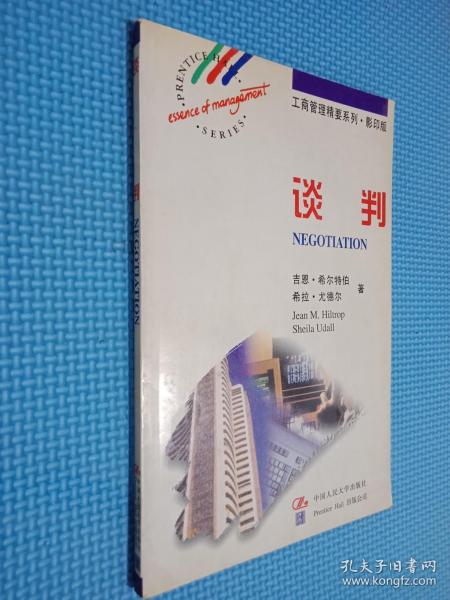 PRENTICE HALL
essence of management
SERIES
工商管理精要系列·影印版
谈判
NEGOTIATION
吉恩·希尔特伯
希拉·尤德尔 著
Jean M. Hiltrop
Sheila Udall
中国人民大学出版社
Prentice Hall 出版公司
谈判 NEGOTIATION
孔夫子旧书网
www.kongfz.com